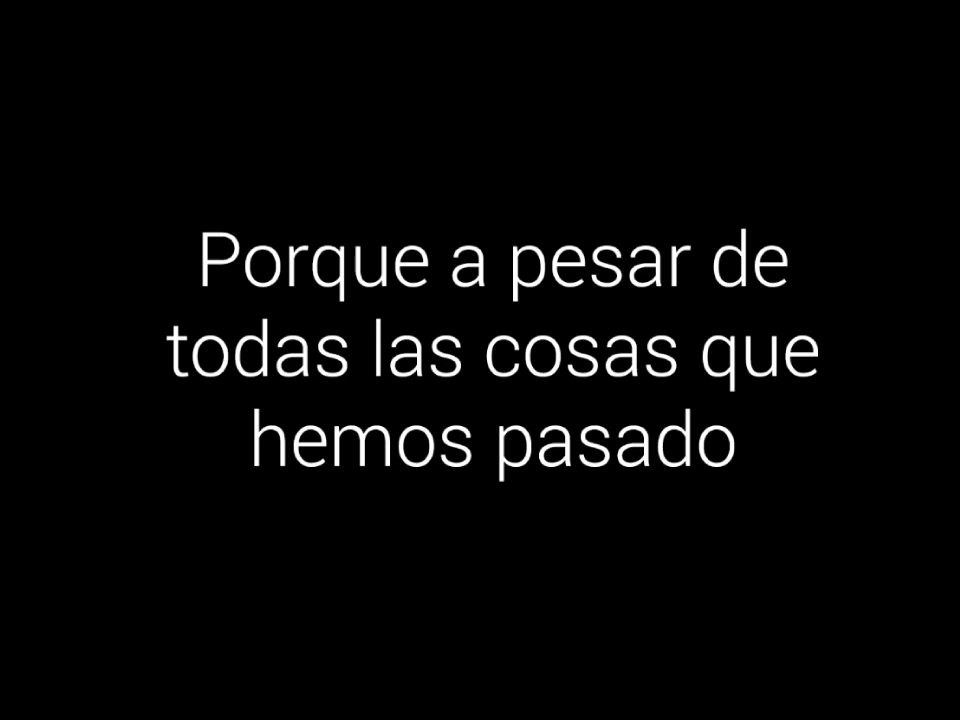 Porque a pesar de
todas las cosas que
hemos pasado